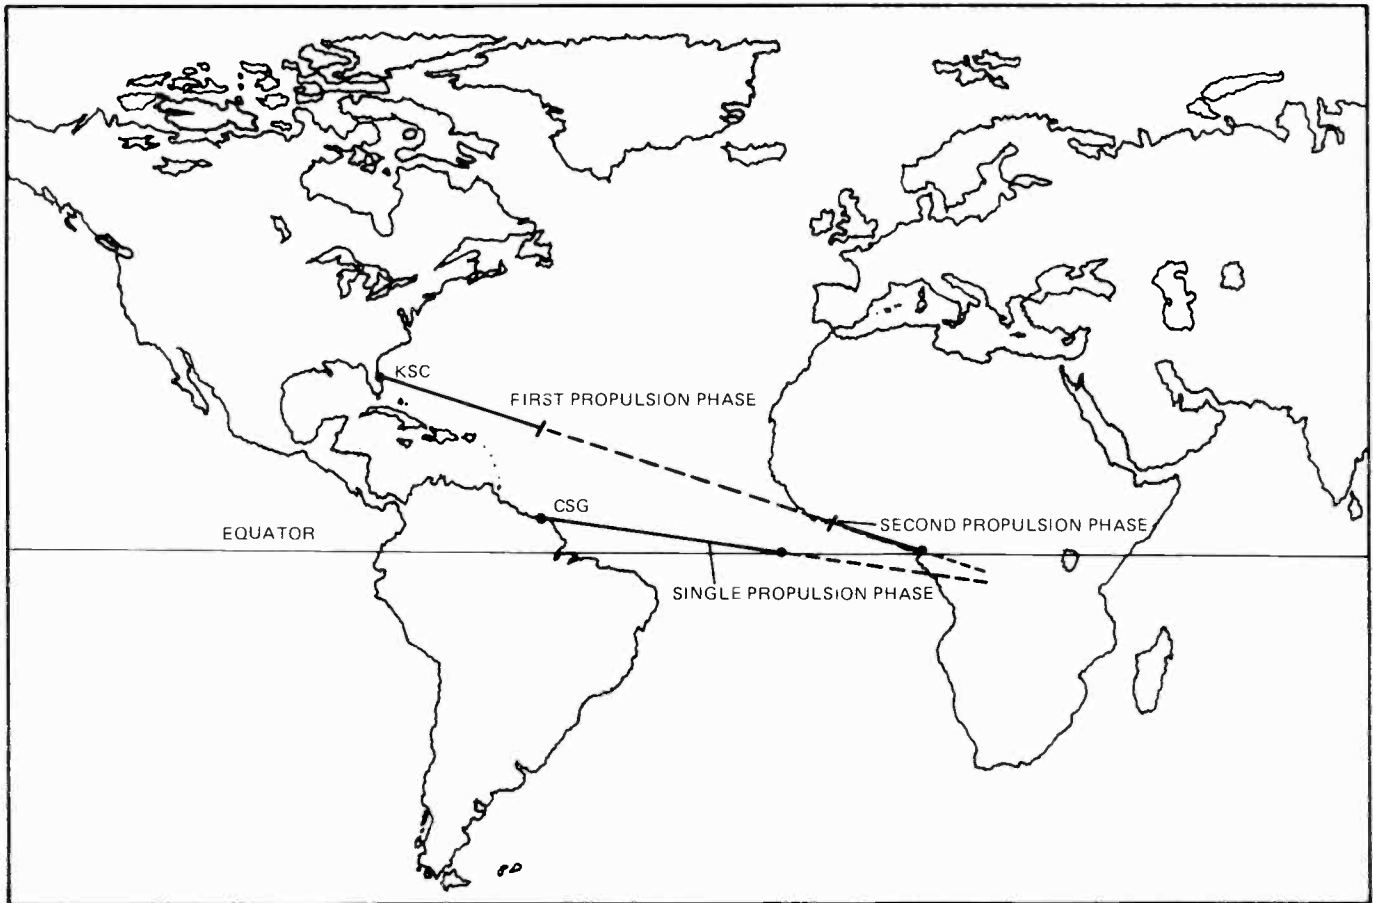 KSC
FIRST PROPULSION PHASE
CSG
SECOND PROPULSION PHASE
EQUATOR
SINGLE PROPULSION PHASE